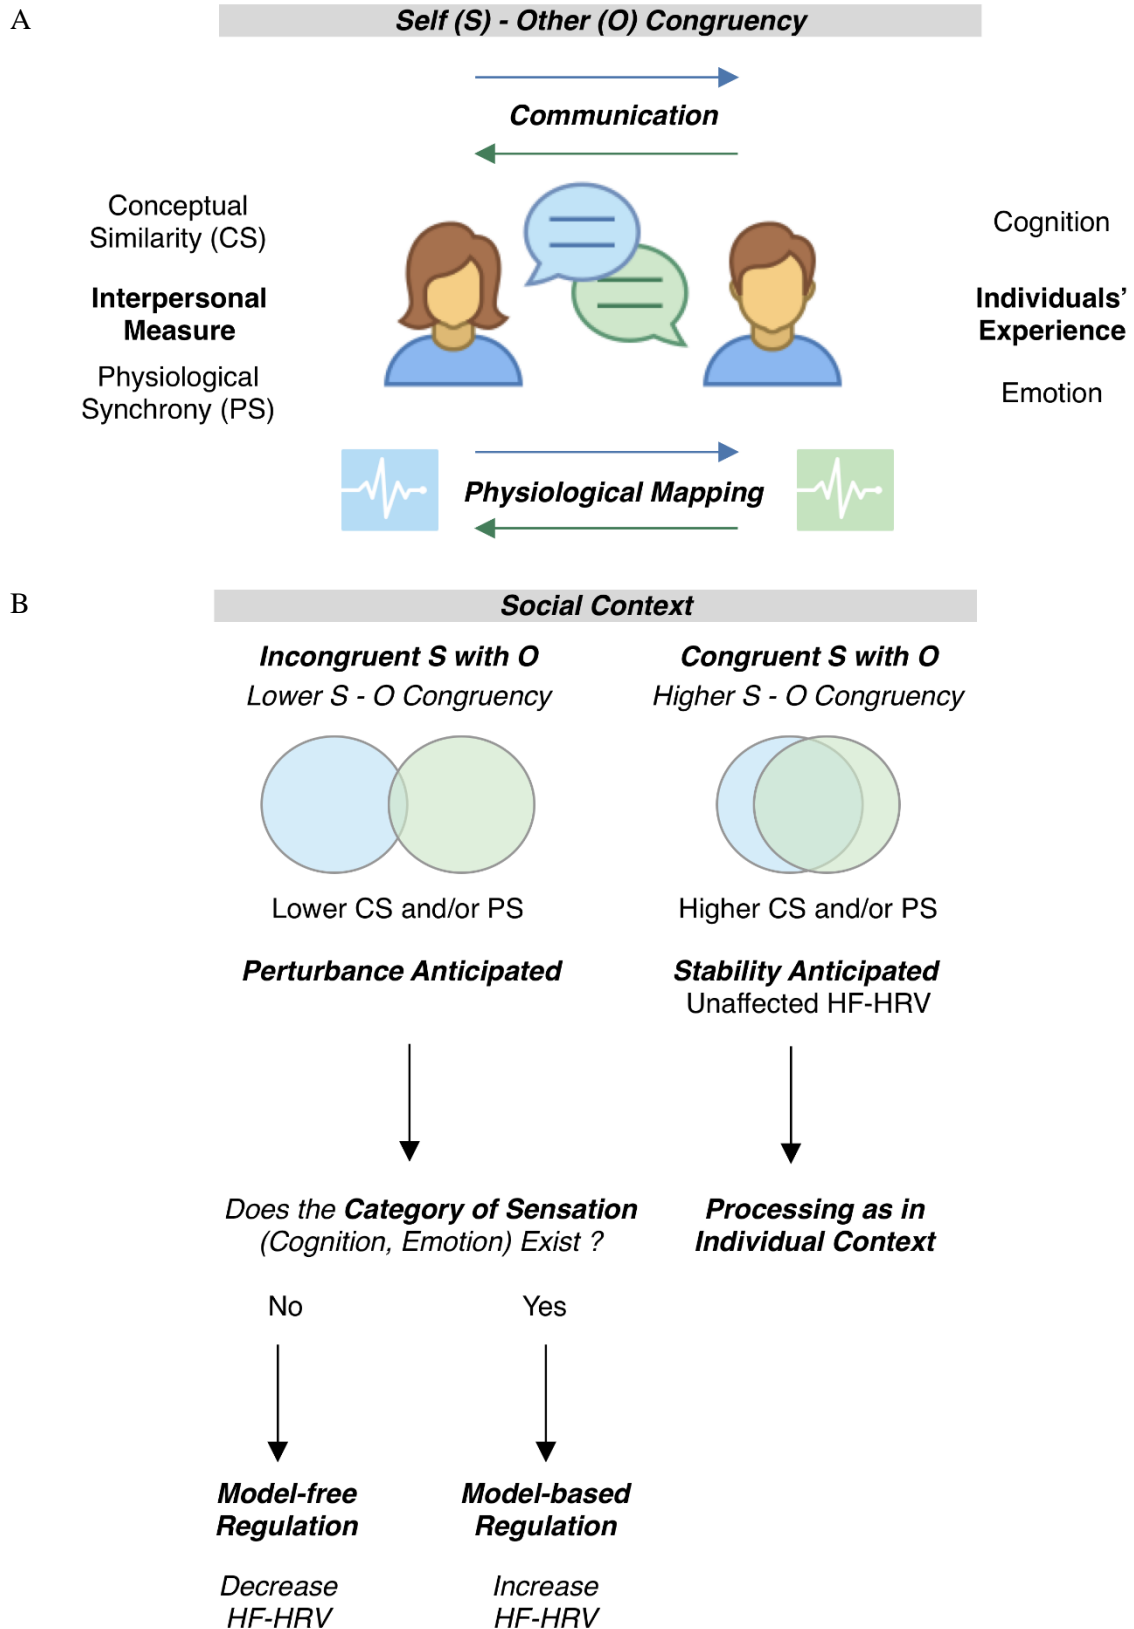 A
Self (S) - Other (O) Congruency
Communication
Conceptual
Similarity (CS)
Interpersonal
Measure
Physiological
Synchrony (PS)
Cognition
Individuals’
Experience
Emotion
Physiological Mapping
B
Social Context
Incongruent S with O
Lower S - O Congruency
Lower CS and/or PS
Perturbance Anticipated
Congruent S with O
Higher S - O Congruency
Higher CS and/or PS
Stability Anticipated
Unaffected HF-HRV
Does the Category of Sensation
(Cognition, Emotion) Exist ?
Processing as in
Individual Context
No
Yes
Model-free
Regulation
Decrease
HF-HRV
Model-based
Regulation
Increase
HF-HRV